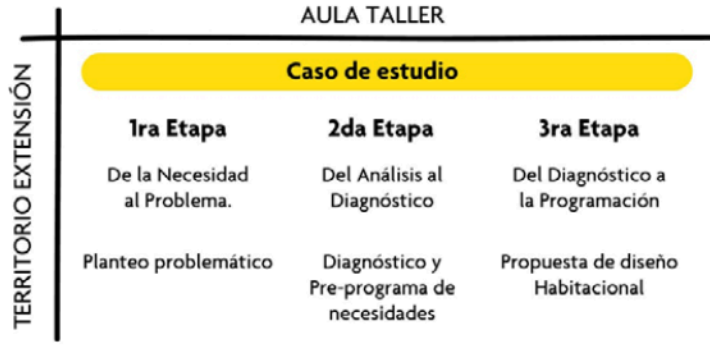 AULA TALLER
TERRITORIO EXTENSIÓN
Caso de estudio
1ra Etapa
De la Necesidad
al Problema.
Planteo problemático
2da Etapa
Del Análisis al
Diagnóstico
Diagnóstico y
Pre-programa de
necesidades
3ra Etapa
Del Diagnóstico a
la Programación
Propuesta de diseño
Habitacional